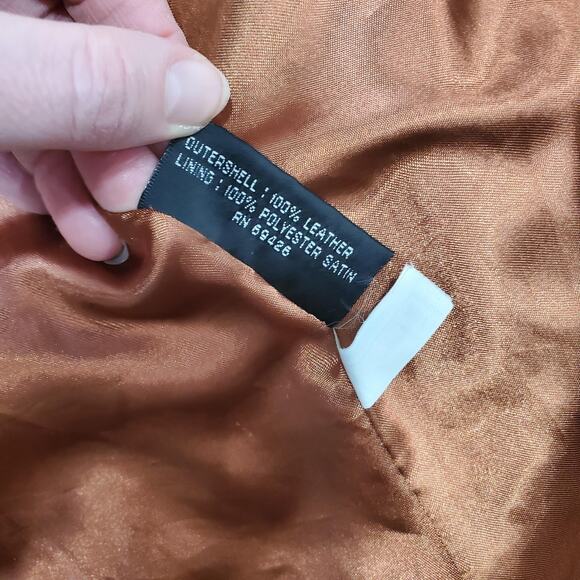 OUTERSHELL : 100% LEATHER
LINING : 100% POLYESTER SATIN
RN 69426